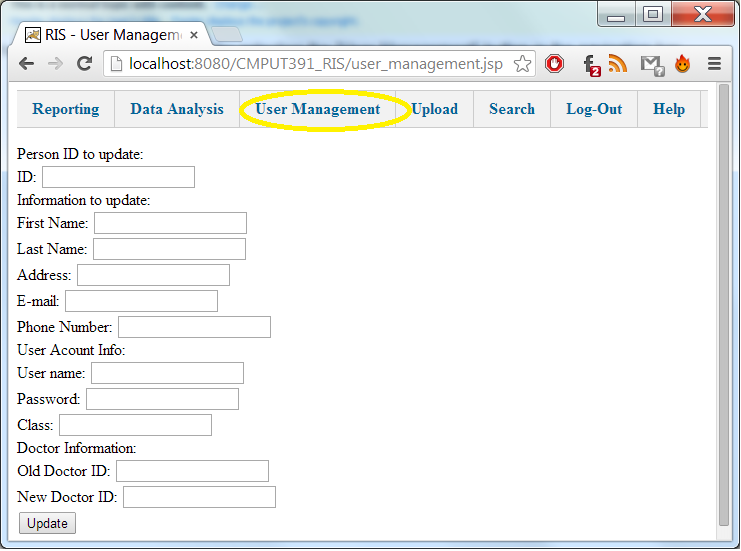 RIS - User Managem
localhost:8080/CMPUT391_RIS/user_management.jsp
2
?
Reporting
Data Analysis
User Management
Upload
Search
Log-Out
Help
Person ID to update:
ID:
Information to update:
First Name:
Last Name:
Address:
E-mail:
Phone Number:
User Acount Info:
User name:
Password:
Class:
Doctor Information:
Old Doctor ID:
New Doctor ID:
Update